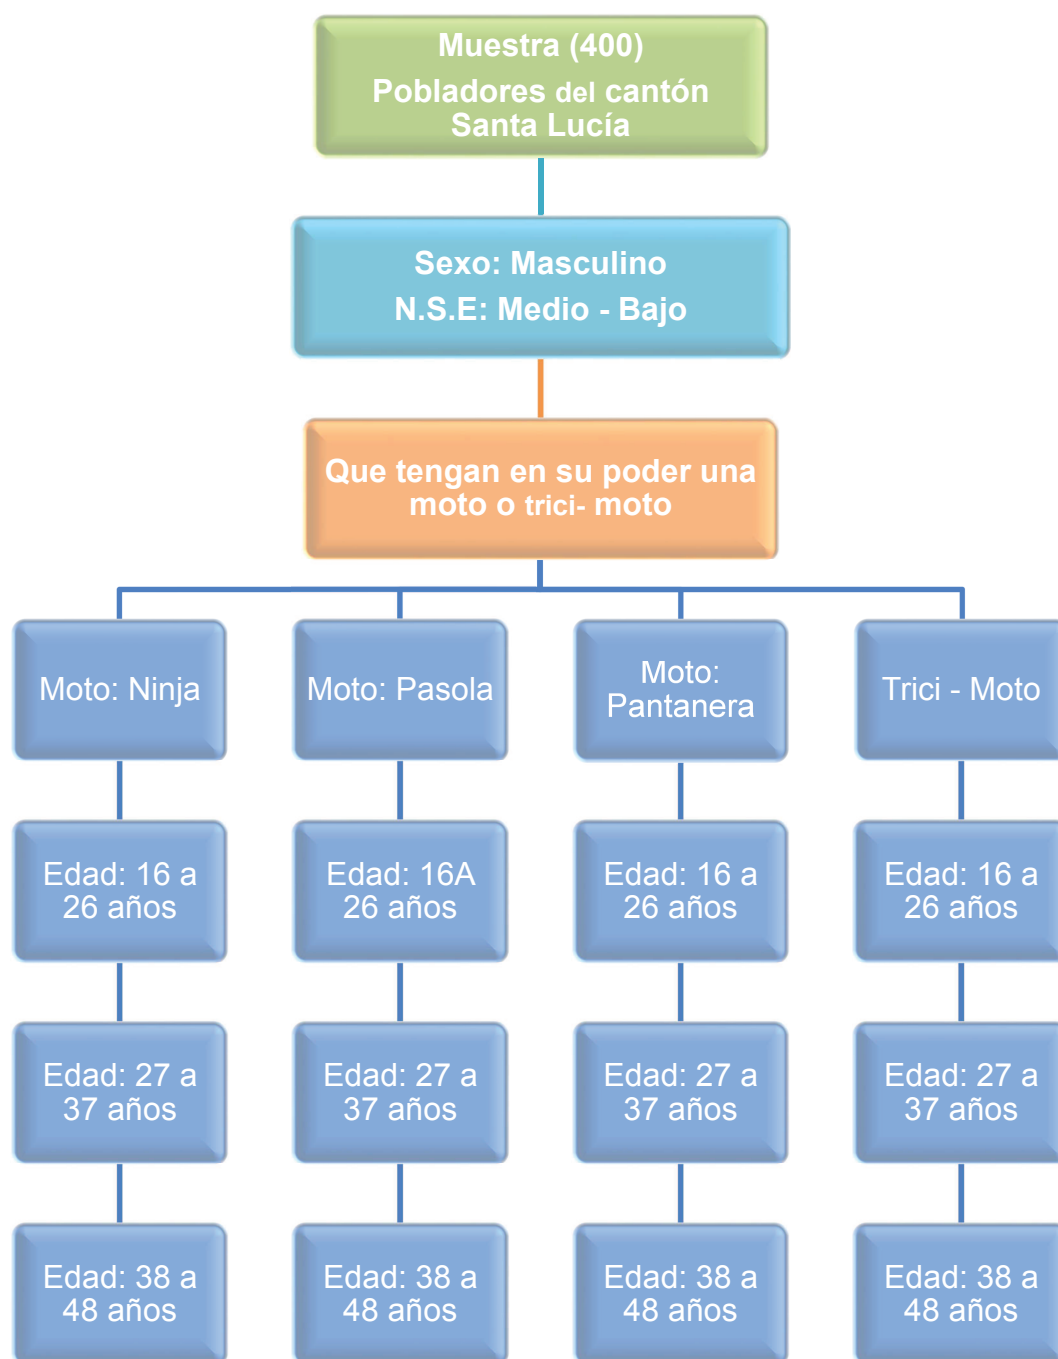 Muestra (400)
Pobladores del cantón
Santa Lucía
Sexo: Masculino
N.S.E: Medio - Bajo
Que tengan en su poder una
moto o trici- moto
Moto: Ninja
Moto: Pasola
Moto:
Pantanera
Trici - Moto
Edad: 16 a
26 años
Edad: 16A
26 años
Edad: 16 a
26 años
Edad: 16 a
26 años
Edad: 27 a
37 años
Edad: 27 a
37 años
Edad: 27 a
37 años
Edad: 27 a
37 años
Edad: 38 a
48 años
Edad: 38 a
48 años
Edad: 38 a
48 años
Edad: 38 a
48 años